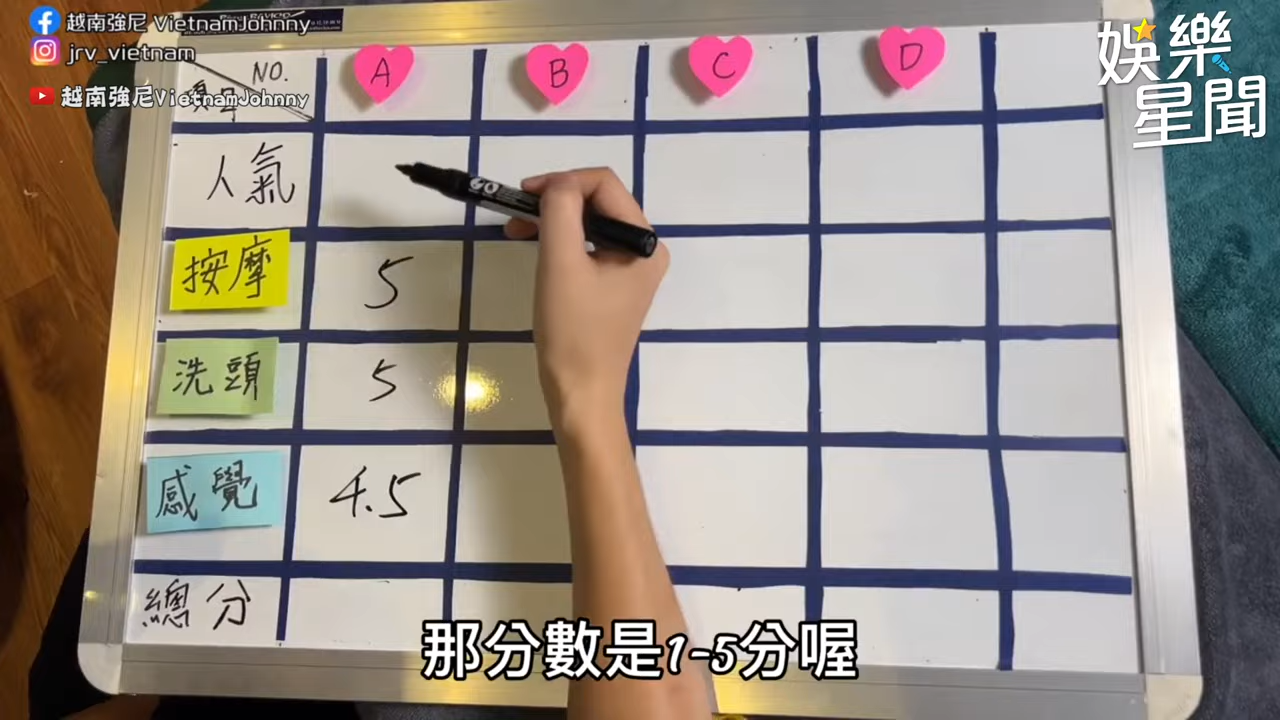 越南強尼 VietnamJohnny
jrv_vietnam
越南強尼VietnamJohnny
娛樂
星聞
NO.
A
B
C
D
人氣
按摩
5
洗頭
5
感覺
4.5
總分
那分數是1-5分喔